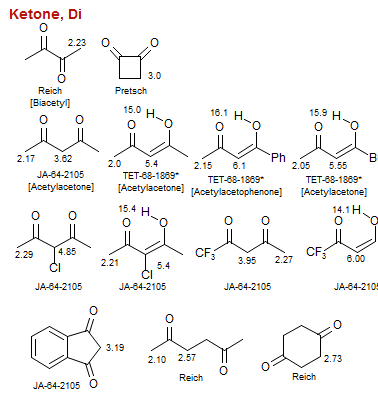 Ketone, Di
O 2.23 O
Reich
[Biacetyl]
O O 3.0
Pretsch
O O 2.17 3.62
JA-64-2105
[Acetylacetone]
15.0 H O O 2.0 5.4
TET-68-1869*
[Acetylacetone]
16.1 H O O 2.15 6.1 Ph
TET-68-1869*
[Acetylacetophenone]
15.9 H O O 2.05 5.55
TET-68-1869*
[Acetylacetone]
O O 2.29 4.85 Cl
JA-64-2105
15.4 H O O 2.21 Cl 5.4
JA-64-2105
O O CF3 3.95 2.27
JA-64-2105
14.1 H O O CF3 6.00
O 3.19 O
JA-64-2105
O 2.10 2.57 O
Reich
O O 2.73
Reich